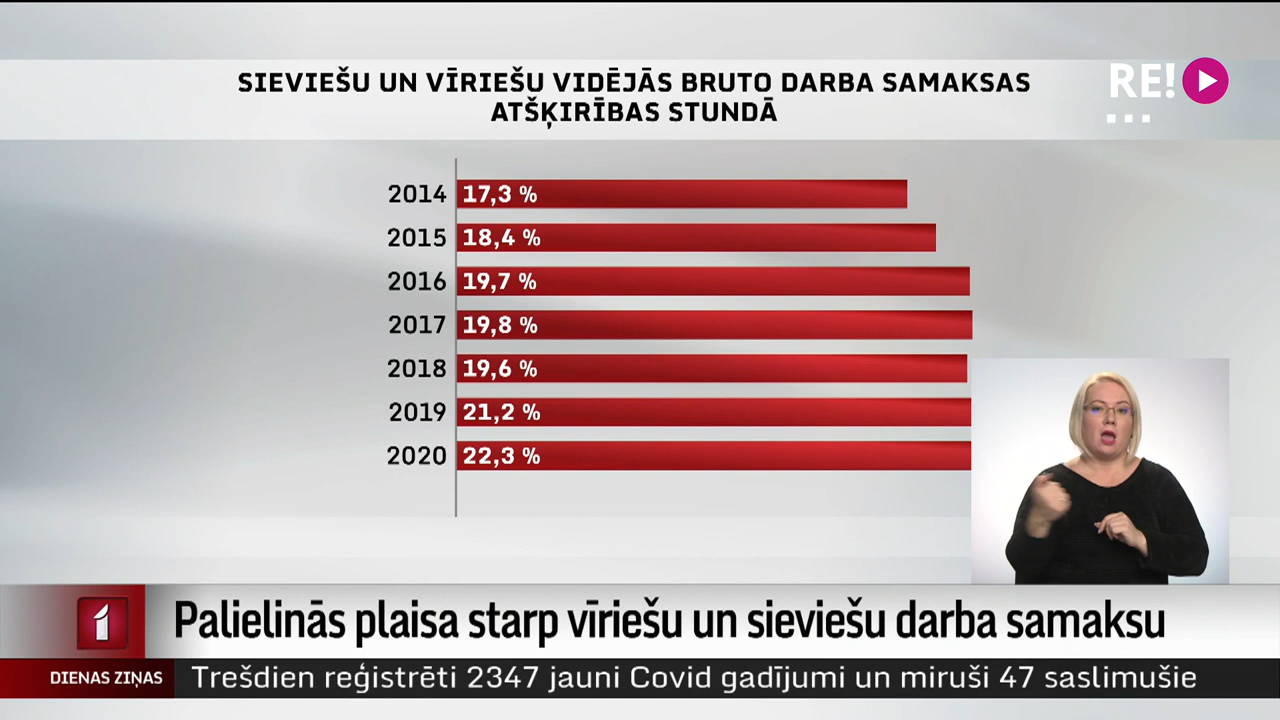 SIEVIEŠU UN VĪRIEŠU VIDĒJĀS BRUTO DARBA SAMAKSAS
ATŠĶIRĪBAS STUNDĀ
RE!
2014 17,3 %
2015 18,4 %
2016 19,7 %
2017 19,8 %
2018 19,6 %
2019 21,2 %
2020 22,3 %
1 Palielinās plaisa starp vīriešu un sieviešu darba samaksu
DIENAS ZIŅAS Trešdien reģistrēti 2347 jauni Covid gadījumi un miruši 47 saslimušie